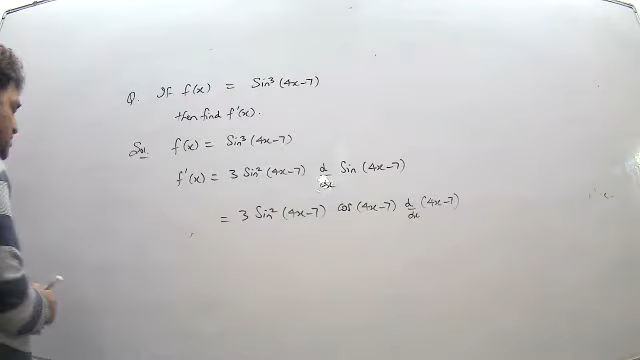 Q. If f(x) = Sin³(4x-7)
then find f'(x).
Sol f(x) = Sin³(4x-7)
f'(x) = 3 Sin²(4x-7) d/dx Sin(4x-7)
= 3 Sin²(4x-7) cos(4x-7) d/dx (4x-7)